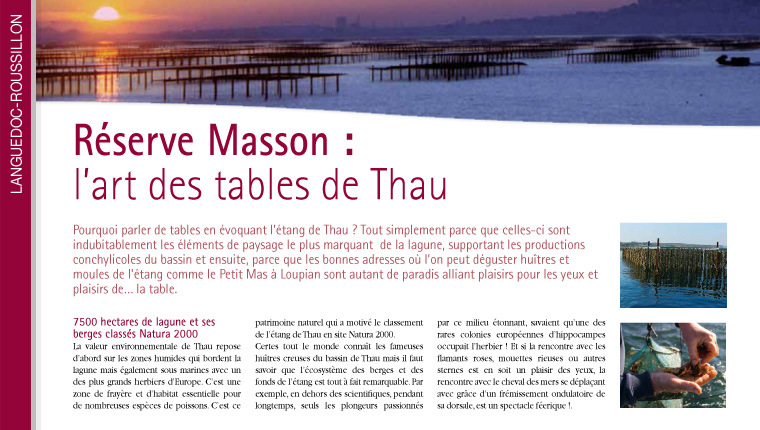 LANGUEDOC-ROUSSILLON
Réserve Masson :
l'art des tables de Thau
Pourquoi parler de tables en évoquant l'étang de Thau ? Tout simplement parce que celles-ci sont
indubitablement les éléments de paysage le plus marquant de la lagune, supportant les productions
conchylicoles du bassin et ensuite, parce que les bonnes adresses où l'on peut déguster huîtres et
moules de l'étang comme le Petit Mas à Loupian sont autant de paradis alliant plaisirs pour les yeux et
plaisirs de... la table.
7500 hectares de lagune et ses
berges classés Natura 2000
La valeur environnementale de Thau repose
d'abord sur les zones humides qui bordent la
lagune mais également sous marines avec un
des plus grands herbiers d'Europe. C'est une
zone de frayère et d'habitat essentielle pour
de nombreuses espèces de poissons. C'est ce
patrimoine naturel qui a motivé le classement
de l'étang de Thau en site Natura 2000.
Certes tout le monde connaît les fameuses
huîtres creuses du bassin de Thau mais il faut
savoir que l'écosystème des berges et des
fonds de l'étang est tout à fait remarquable. Par
exemple, en dehors des scientifiques, pendant
longtemps, seuls les plongeurs passionnés
par ce milieu étonnant, savaient qu'une des
rares colonies européennes d'hippocampes
occupait l'herbier ! Et si la rencontre avec les
flamants roses, mouettes rieuses ou autres
sternes est en soit un plaisir des yeux, la
rencontre avec le cheval des mers se déplaçant
avec grâce d'un frémissement ondulatoire de
sa dorsale, est un spectacle féerique !.